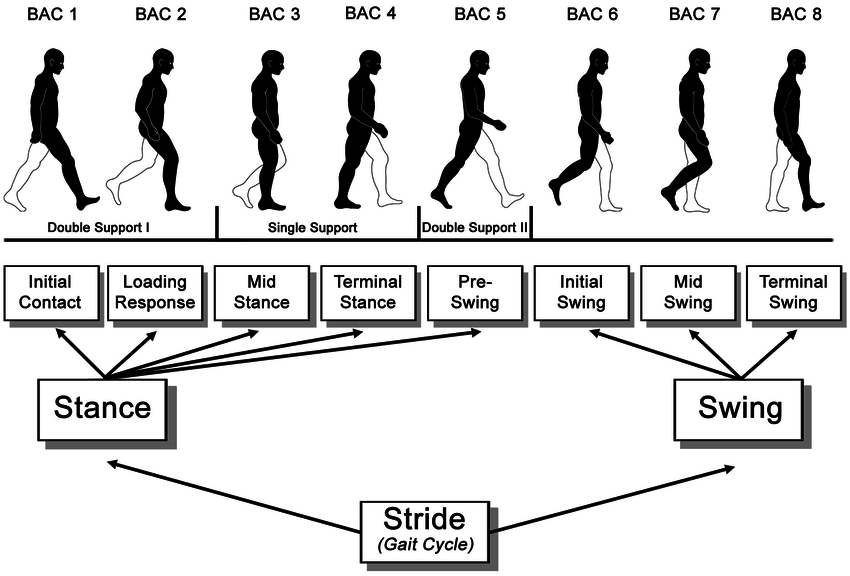 BAC 1 BAC 2 BAC 3 BAC 4 BAC 5 BAC 6 BAC 7 BAC 8
Double Support I Single Support Double Support II
Initial Contact
Loading Response
Mid Stance
Terminal Stance
Pre-Swing
Initial Swing
Mid Swing
Terminal Swing
Stance
Swing
Stride
(Gait Cycle)